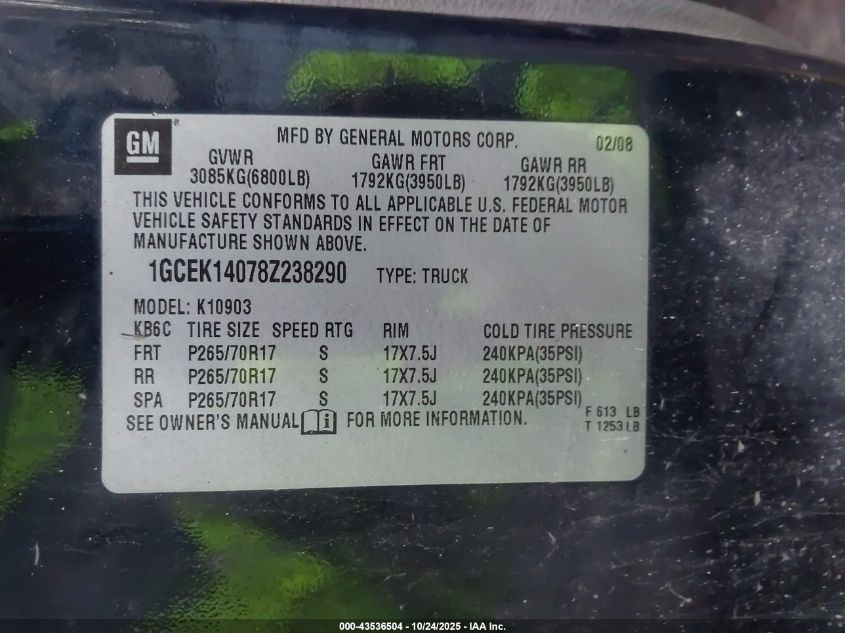 GM
MFD BY GENERAL MOTORS CORP. 02/08
GVWR GAWR FRT GAWR RR
3085KG(6800LB) 1792KG(3950LB) 1792KG(3950LB)
THIS VEHICLE CONFORMS TO ALL APPLICABLE U.S. FEDERAL MOTOR
VEHICLE SAFETY STANDARDS IN EFFECT ON THE DATE OF
MANUFACTURE SHOWN ABOVE.
1GCEK14078Z238290 TYPE: TRUCK
MODEL: K10903
KB6C TIRE SIZE SPEED RTG RIM COLD TIRE PRESSURE
FRT P265/70R17 S 17X7.5J 240KPA(35PSI)
RR P265/70R17 S 17X7.5J 240KPA(35PSI)
SPA P265/70R17 S 17X7.5J 240KPA(35PSI)
SEE OWNER'S MANUAL i FOR MORE INFORMATION.
F 613 LB
T 1253LB
000-43536504 - 10/24/2025 - IAA Inc.